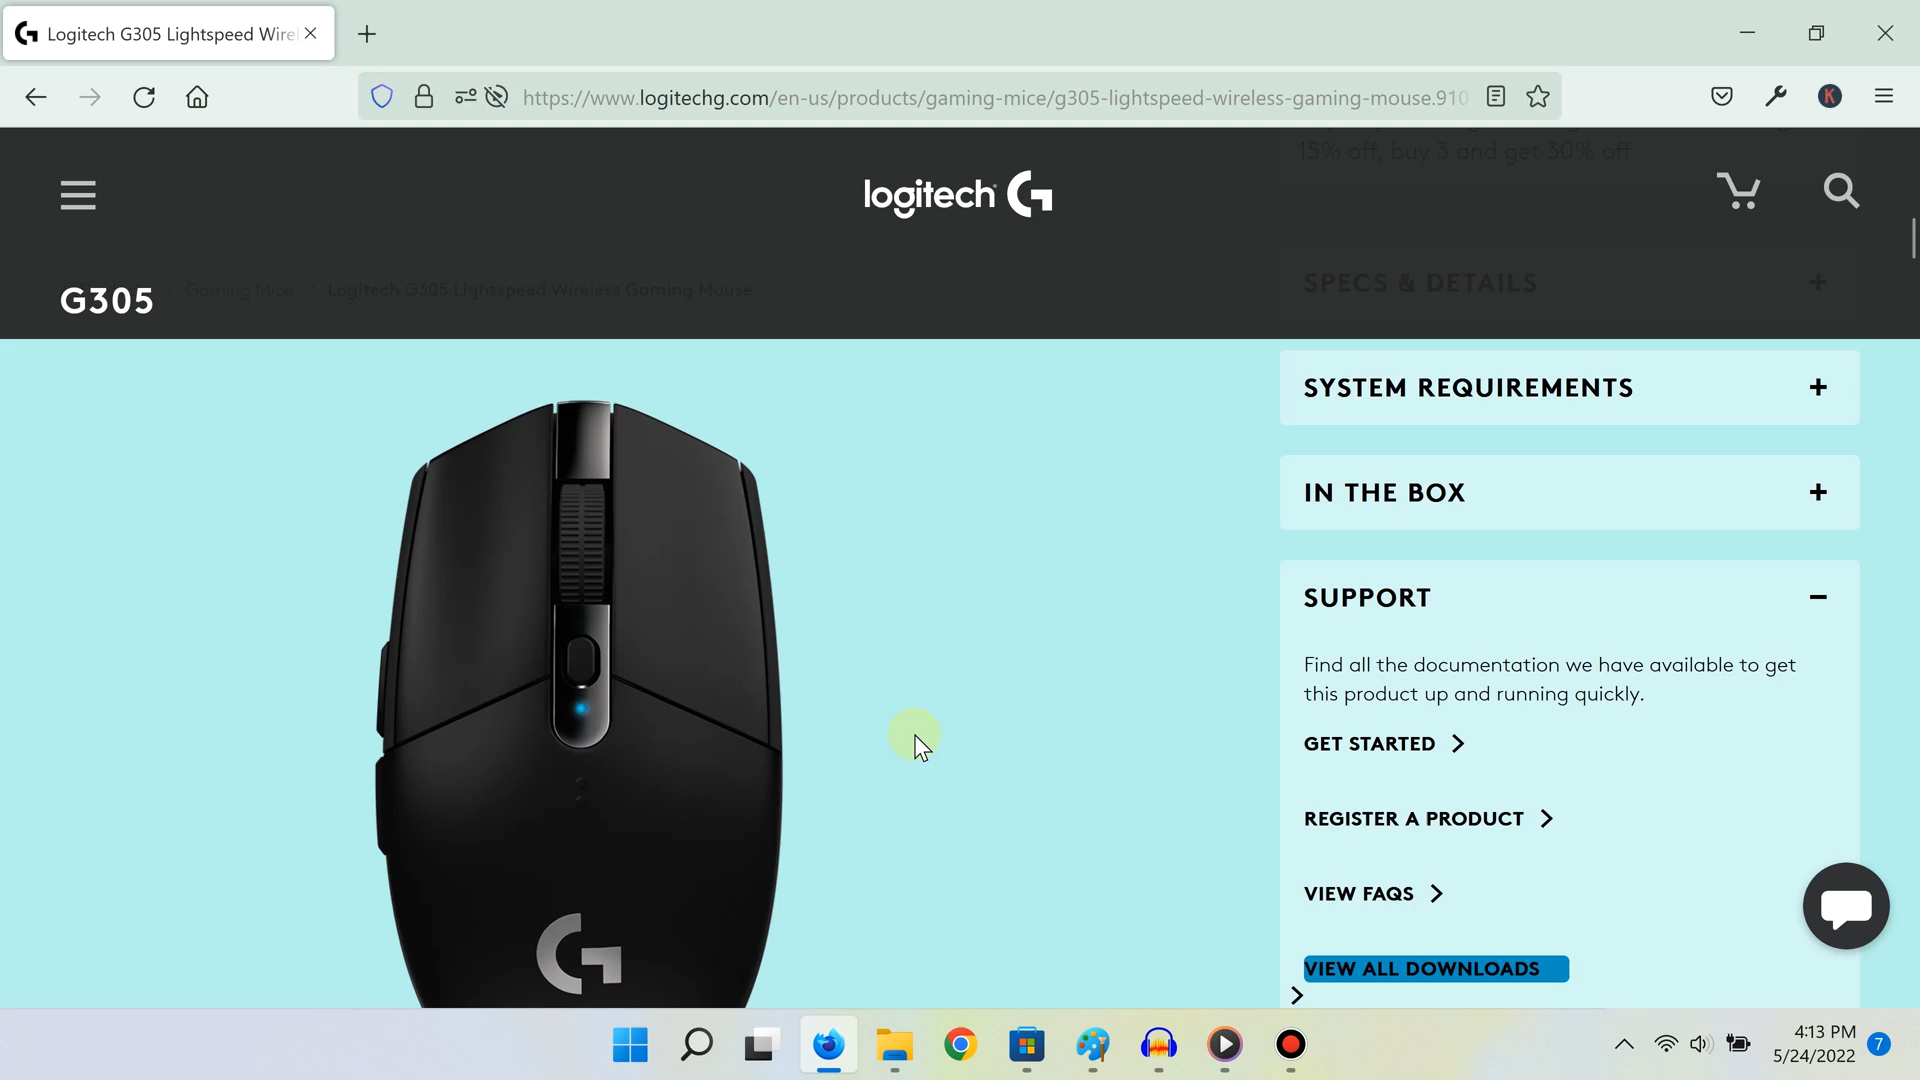 Logitech G305 Lightspeed Wirel
https://www.logitechg.com/en-us/products/gaming-mice/g305-lightspeed-wireless-gaming-mouse.910
K
15% off, buy 3 and get 30% off
logitech G
G305
/ Gaming Mice / Logitech G305 Lightspeed Wireless Gaming Mouse
SPECS & DETAILS +
SYSTEM REQUIREMENTS +
IN THE BOX +
SUPPORT −
Find all the documentation we have available to get
this product up and running quickly.
GET STARTED >
REGISTER A PRODUCT >
VIEW FAQS >
VIEW ALL DOWNLOADS
>
4:13 PM
5/24/2022
7